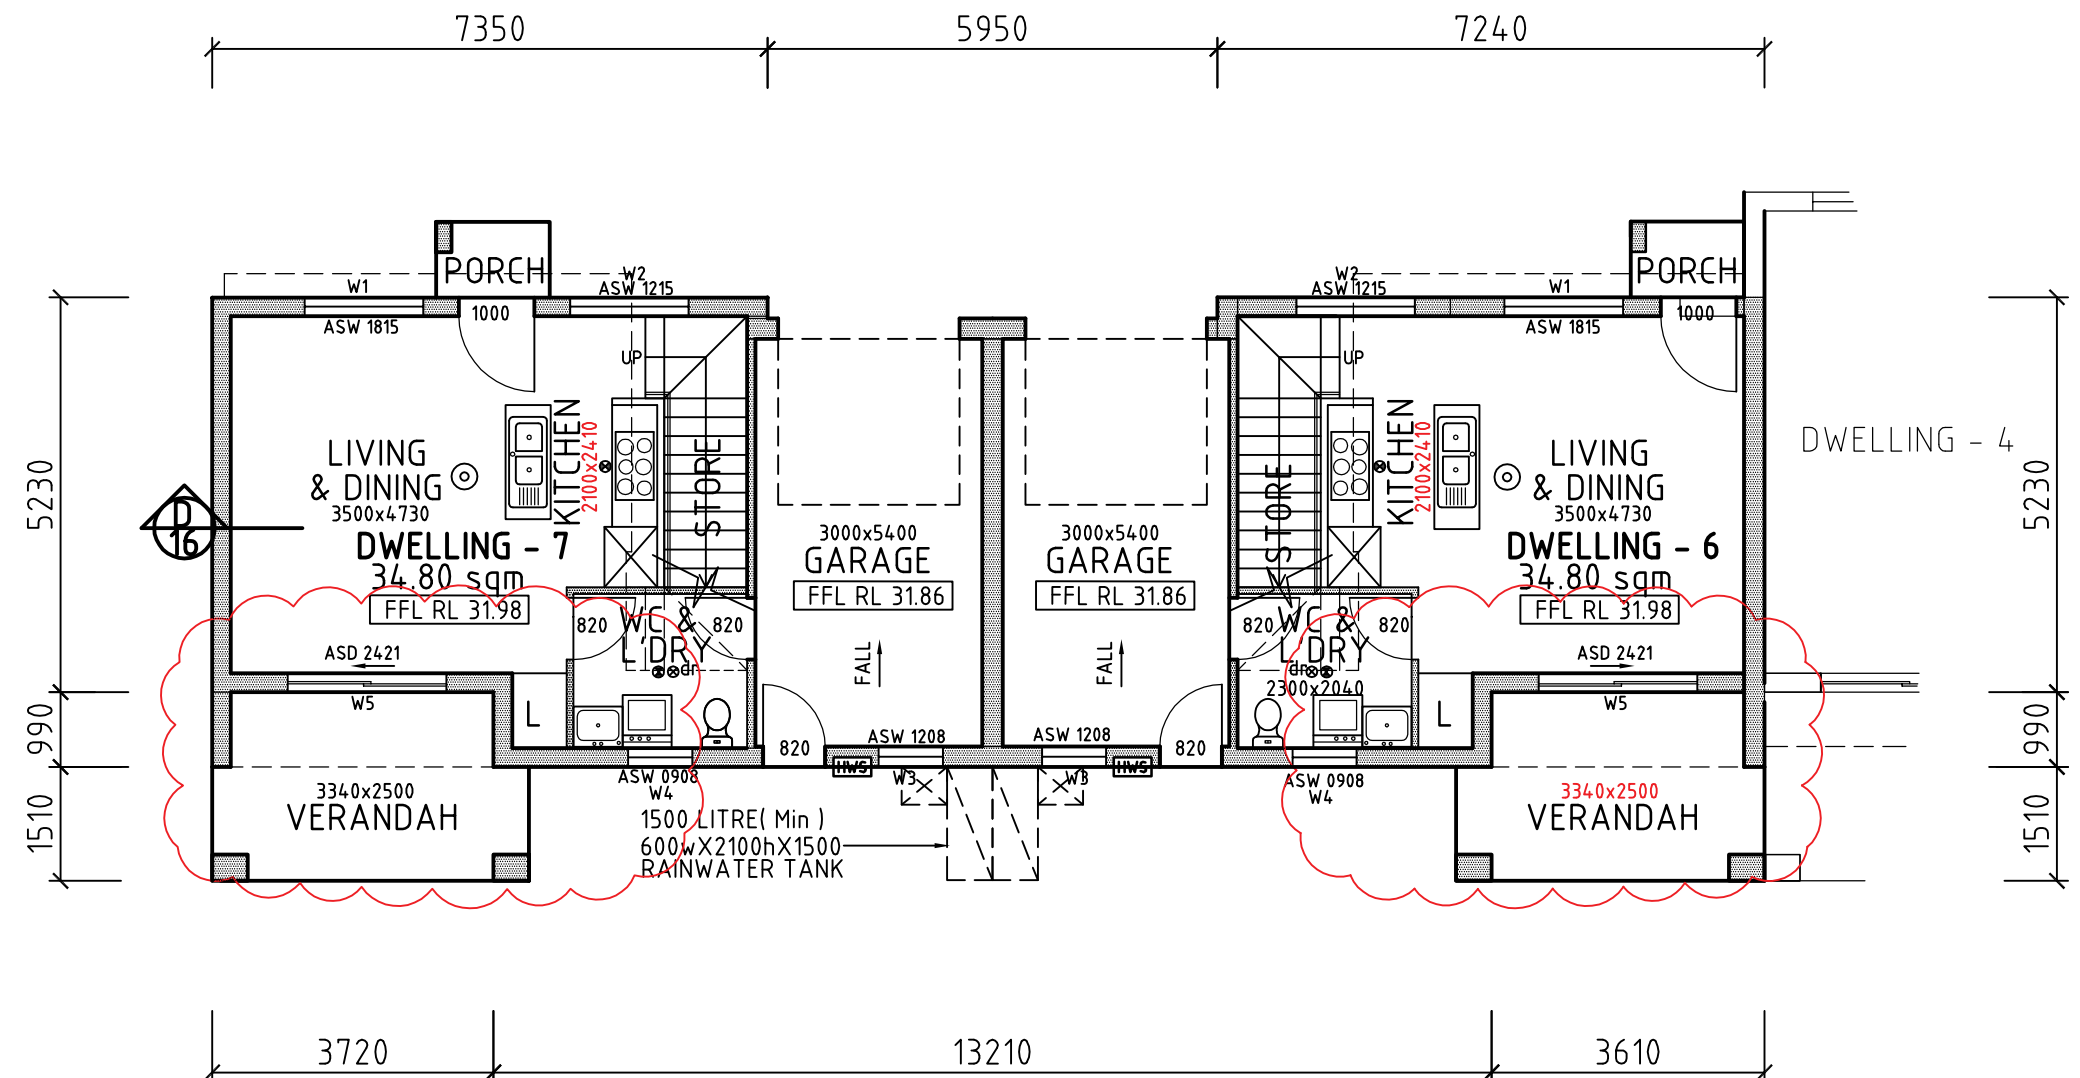 7350
5950
7240
PORCH
PORCH
W1
W2
W2
W1
ASW 1215
ASW 1215
ASW 1815
1000
ASW 1815
1000
UP
UP
LIVING
& DINING
3500x4730
DWELLING - 7
34.80 sqm
FFL RL 31.98
KITCHEN
2100x2410
STORE
3000x5400
GARAGE
FFL RL 31.86
3000x5400
GARAGE
FFL RL 31.86
STORE
KITCHEN
2100x2410
LIVING
& DINING
3500x4730
DWELLING - 6
34.80 sqm
FFL RL 31.98
DWELLING - 4
5230
990
1510
5230
990
1510
D
16
820
WC &
L'DRY
820
dr
FALL
FALL
820
WC &
L'DRY
820
dr
2300x2040
ASD 2421
W5
L
ASD 2421
W5
L
820
ASW 1208
ASW 1208
820
HWS
HWS
W3
W3
ASW 0908
W4
ASW 0908
W4
3340x2500
VERANDAH
3340x2500
VERANDAH
1500 LITRE( Min )
600wX2100hX1500
RAINWATER TANK
3720
13210
3610